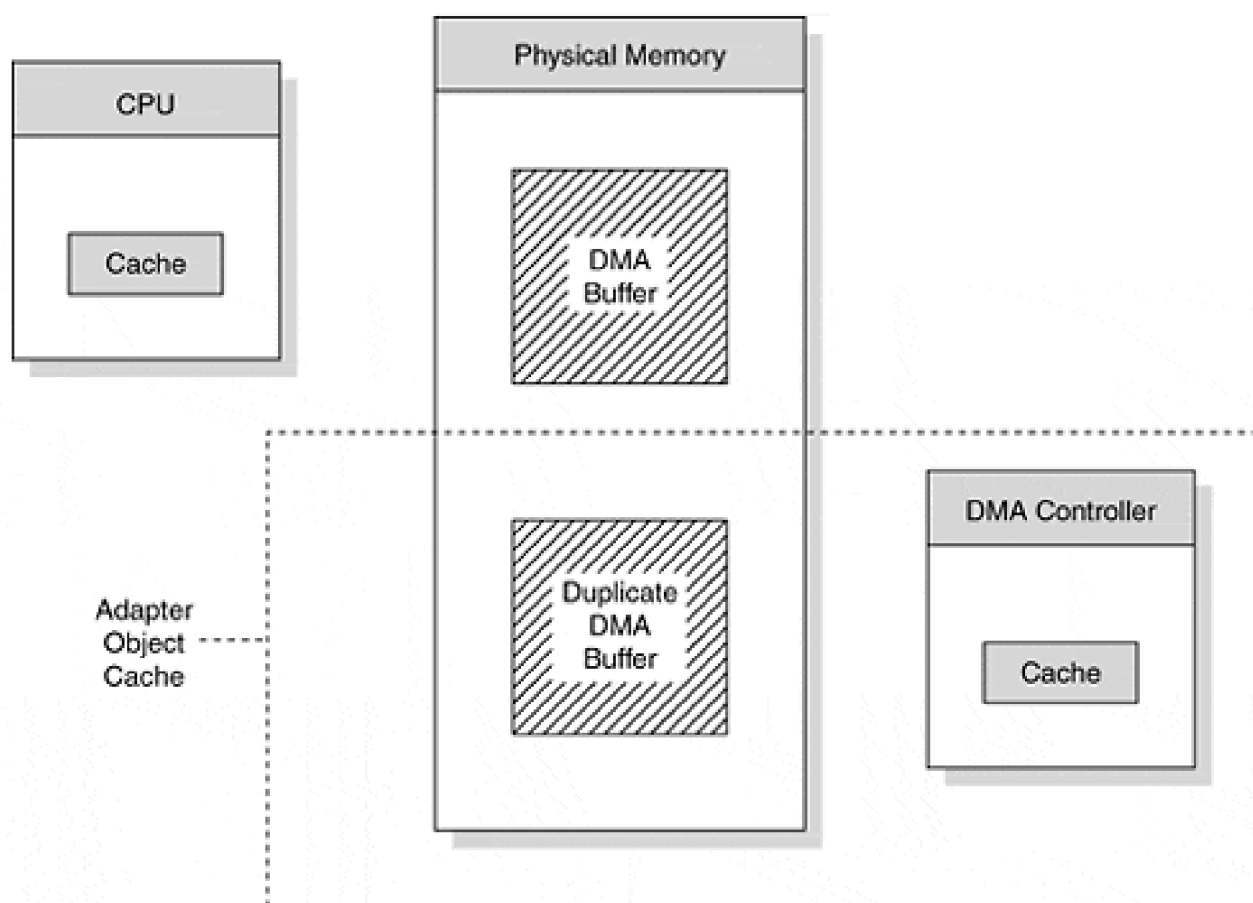 Physical Memory
CPU
Cache
DMA
Buffer
DMA Controller
Duplicate
DMA
Buffer
Adapter
Object
Cache
Cache